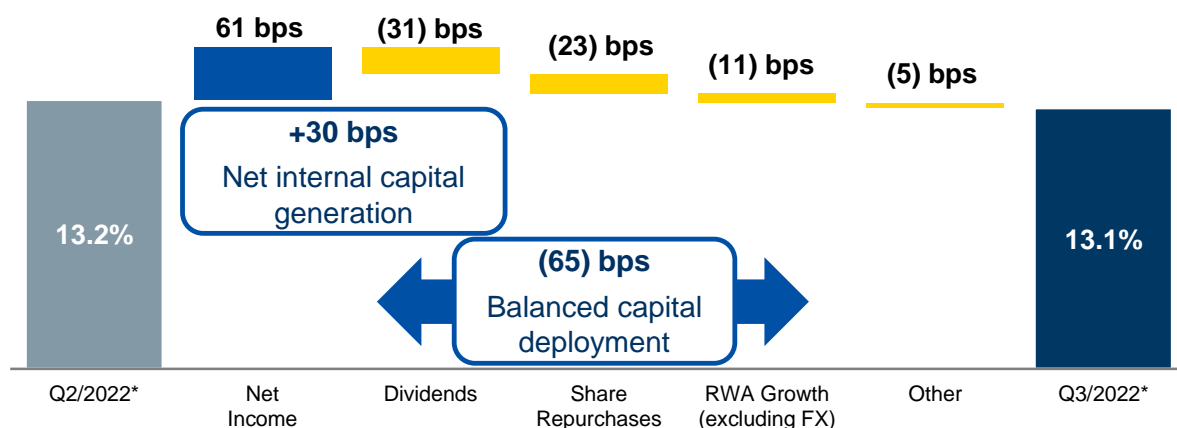 61 bps
(31) bps
(23) bps
(11) bps
(5) bps
+30 bps
Net internal capital
generation
13.2%
(65) bps
Balanced capital
deployment
13.1%
Q2/2022*
Net
Income
Dividends
Share
Repurchases
RWA Growth
(excluding FX)
Other
Q3/2022*